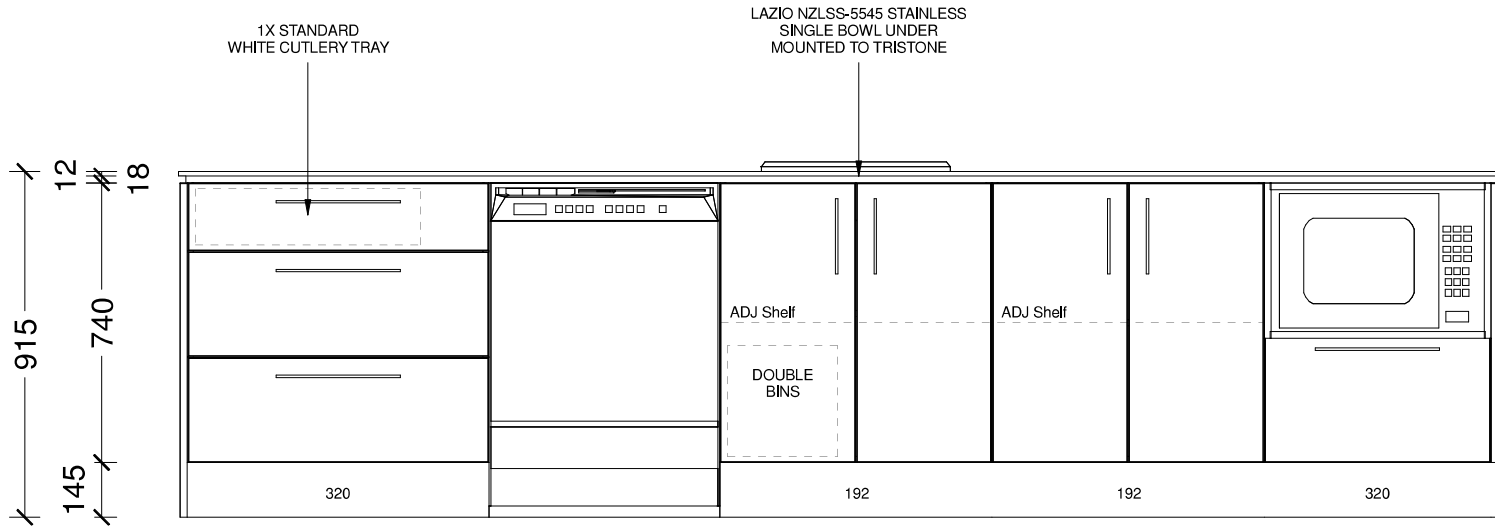 LAZIO NZLSS-5545 STAINLESS
SINGLE BOWL UNDER
MOUNTED TO TRISTONE
1X STANDARD
WHITE CUTLERY TRAY
12
18
915
740
145
ADJ Shelf
ADJ Shelf
DOUBLE
BINS
320
192
192
320